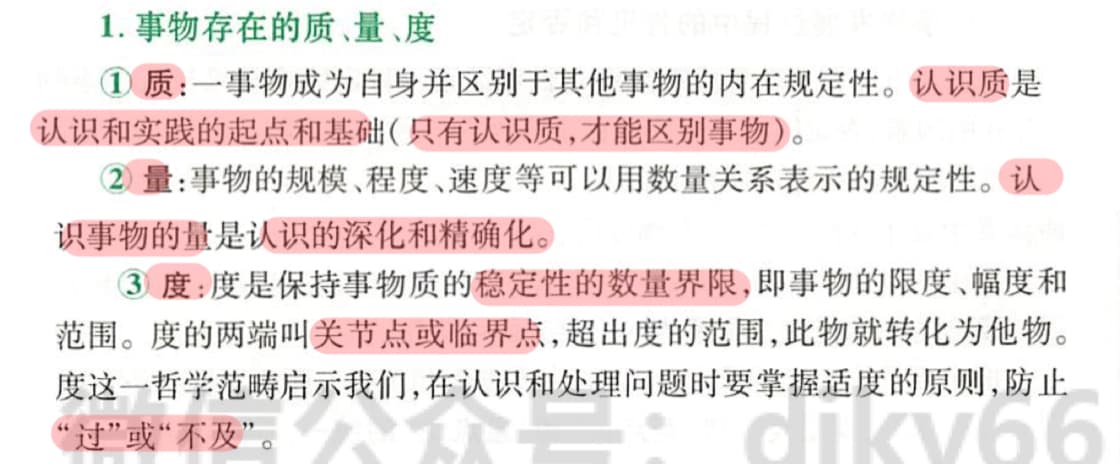 1. 事物存在的质、量、度
①质:一事物成为自身并区别于其他事物的内在规定性。认识质是
认识和实践的起点和基础(只有认识质,才能区别事物)。
②量:事物的规模、程度、速度等可以用数量关系表示的规定性。认
识事物的量是认识的深化和精确化。
③度:度是保持事物质的稳定性的数量界限,即事物的限度、幅度和
范围。度的两端叫关节点或临界点,超出度的范围,此物就转化为他物。
度这一哲学范畴启示我们,在认识和处理问题时要掌握适度的原则,防止
“过”或“不及”。
微信公众号: djky66